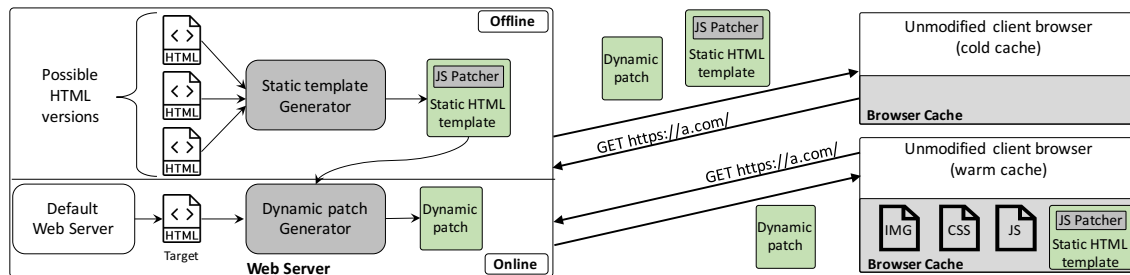 Offline
Possible
HTML
versions
HTML
HTML
HTML
Static template
Generator
JS Patcher
Static HTML
template
Default
Web Server
HTML
Target
Dynamic patch
Generator
Dynamic
patch
Web Server
Online
Dynamic
patch
JS Patcher
Static HTML
template
GET https://a.com/
GET https://a.com/
Dynamic
patch
Unmodified client browser
(cold cache)
Browser Cache
Unmodified client browser
(warm cache)
IMG
CSS
JS
JS Patcher
Static HTML
template
Browser Cache